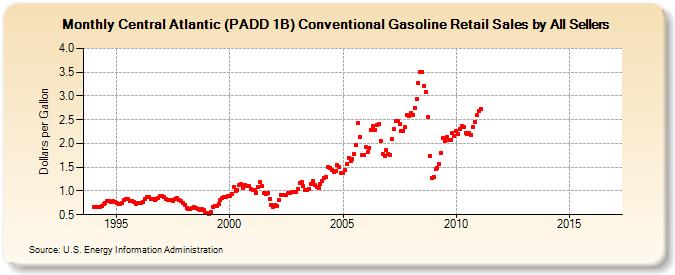 Monthly Central Atlantic (PADD 1B) Conventional Gasoline Retail Sales by All Sellers
Dollars per Gallon
4.0
3.5
3.0
2.5
2.0
1.5
1.0
0.5
1995 2000 2005 2010 2015
Source: U.S. Energy Information Administration